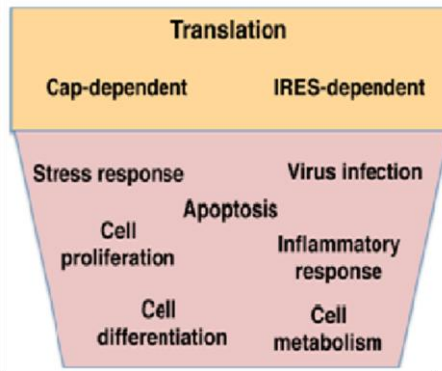 Translation
Cap-dependent IRES-dependent
Stress response Virus infection
Apoptosis
Cell
proliferation
Inflammatory
response
Cell
differentiation
Cell
metabolism